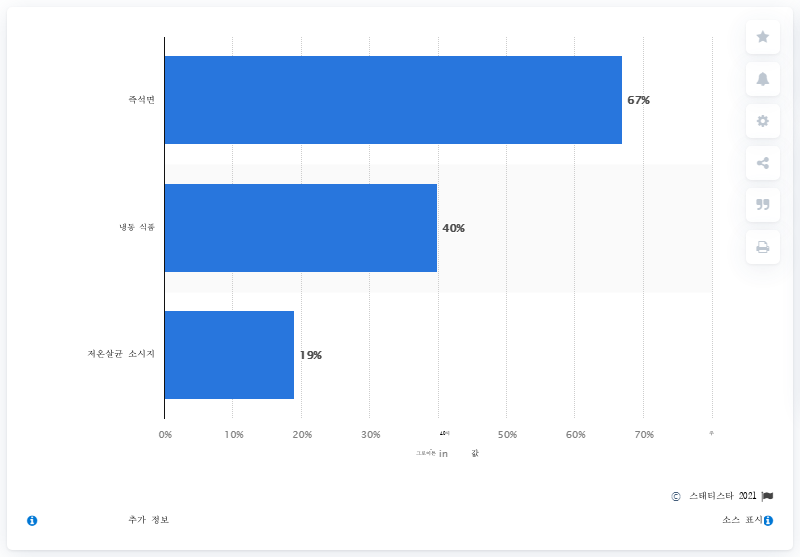 즉석면
67%
냉동 식품
40%
저온살균 소시지
19%
0% 10% 20% 30% 50% 60% 70%
in 값
© 스태티스타 2021
추가 정보
소스 표시